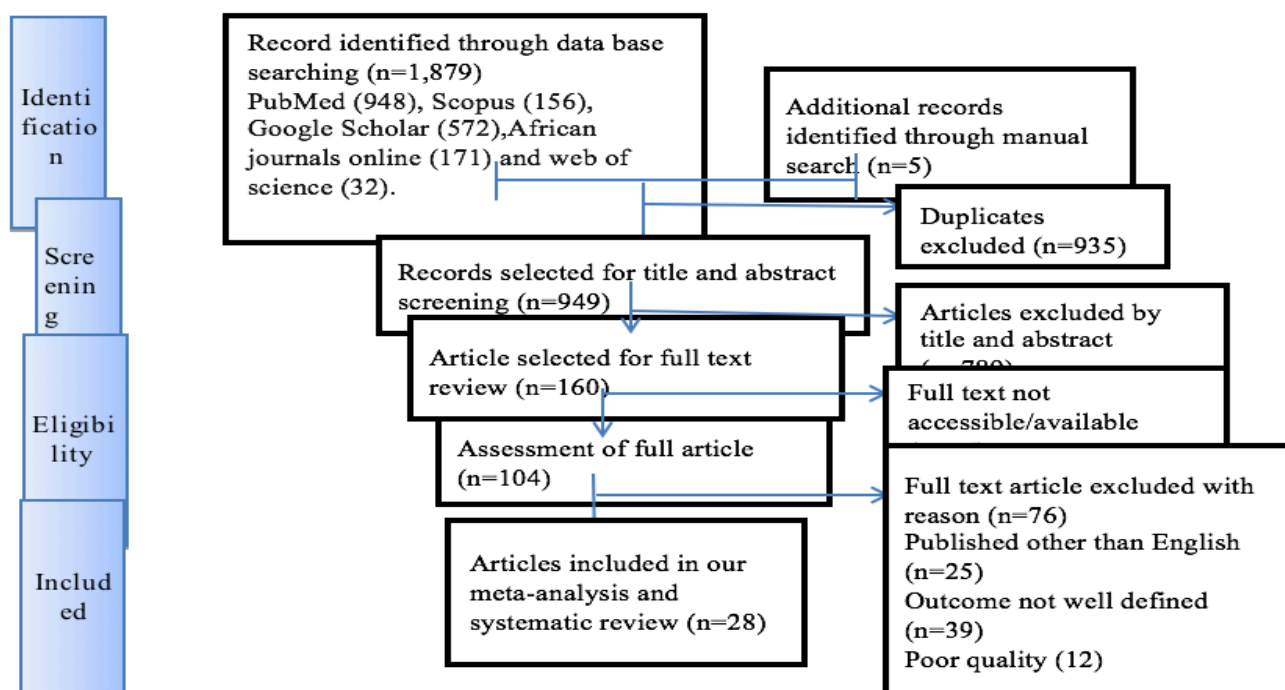 Identi
ficatio
n
Record identified through data base
searching (n=1,879)
PubMed (948), Scopus (156),
Google Scholar (572),African
journals online (171) and web of
science (32).
Additional records
identified through manual
search (n=5)
Duplicates
excluded (n=935)
Scre
enin
g
Records selected for title and abstract
screening (n=949)
Articles excluded by
title and abstract
Eligibi
lity
Article selected for full text
review (n=160)
Full text not
accessible/available
Assessment of full article
(n=104)
Full text article excluded with
reason (n=76)
Published other than English
(n=25)
Outcome not well defined
(n=39)
Poor quality (12)
Includ
ed
Articles included in our
meta-analysis and
systematic review (n=28)